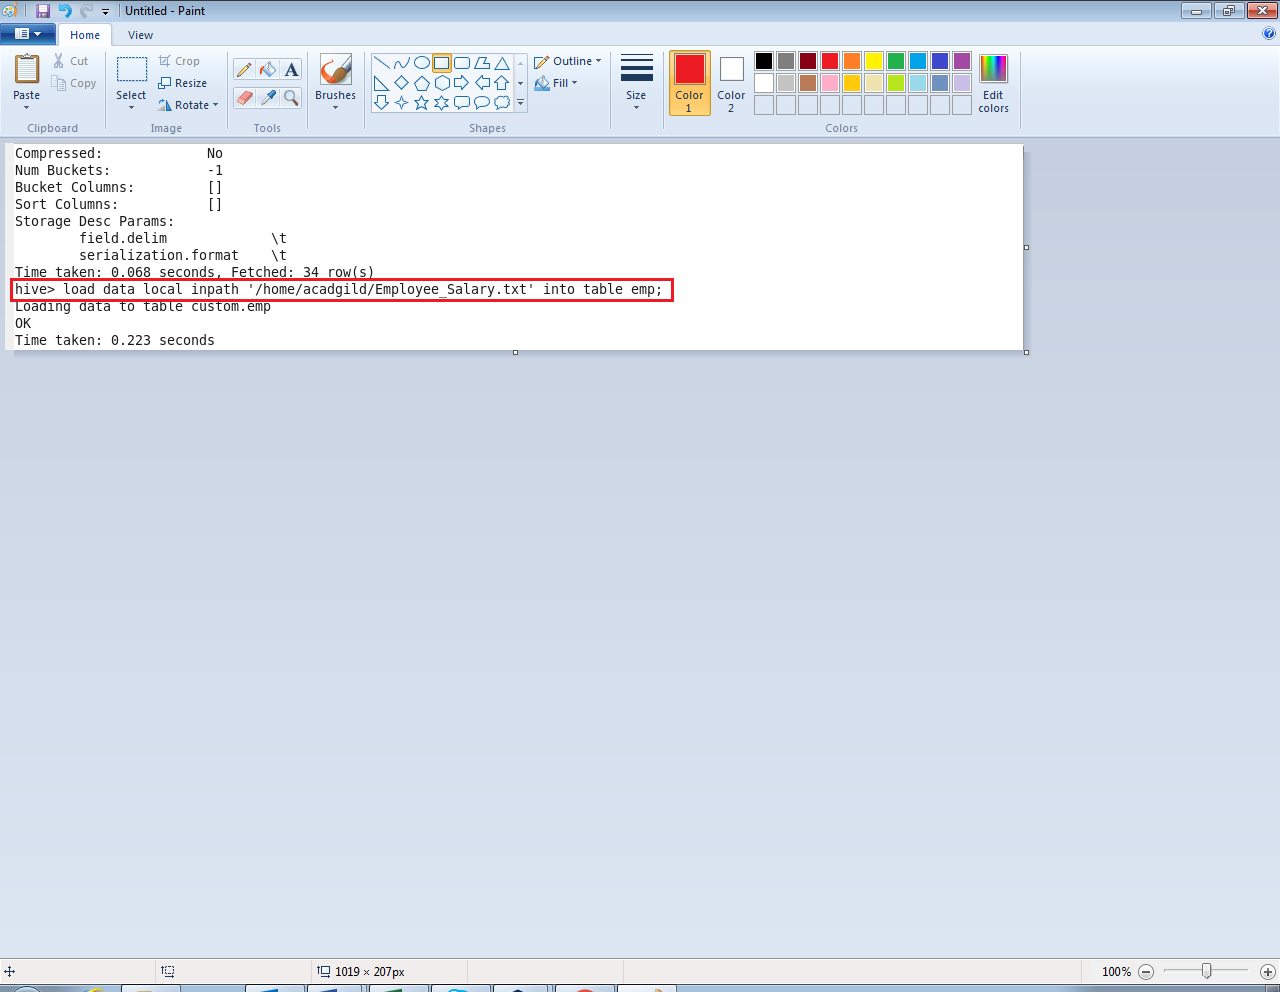 Untitled - Paint
Home
View
Paste
Cut
Copy
Clipboard
Select
Crop
Resize
Rotate
Image
A
Tools
Brushes
Outline
Fill
Shapes
Size
Color 1
Color 2
Edit colors
Colors
Compressed: No
Num Buckets: -1
Bucket Columns: []
Sort Columns: []
Storage Desc Params:
field.delim \t
serialization.format \t
Time taken: 0.068 seconds, Fetched: 34 row(s)
hive> load data local inpath '/home/acadgild/Employee_Salary.txt' into table emp;
Loading data to table custom.emp
OK
Time taken: 0.223 seconds
1019 × 207px
100%